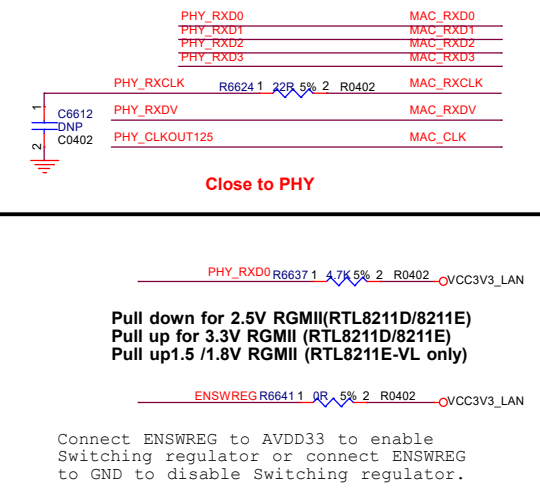 PHY_RXD0 MAC_RXD0
PHY_RXD1 MAC_RXD1
PHY_RXD2 MAC_RXD2
PHY_RXD3 MAC_RXD3
PHY_RXCLK R6624 1 22R 5% 2 R0402 MAC_RXCLK
1 C6612 PHY_RXDV MAC_RXDV
DNP
2 C0402 PHY_CLKOUT125 MAC_CLK
Close to PHY
PHY_RXD0 R6637 1 4.7K 5% 2 R0402 VCC3V3_LAN
Pull down for 2.5V RGMII(RTL8211D/8211E)
Pull up for 3.3V RGMII (RTL8211D/8211E)
Pull up1.5 /1.8V RGMII (RTL8211E-VL only)
ENSWREG R6641 1 0R 5% 2 R0402 VCC3V3_LAN
Connect ENSWREG to AVDD33 to enable
Switching regulator or connect ENSWREG
to GND to disable Switching regulator.